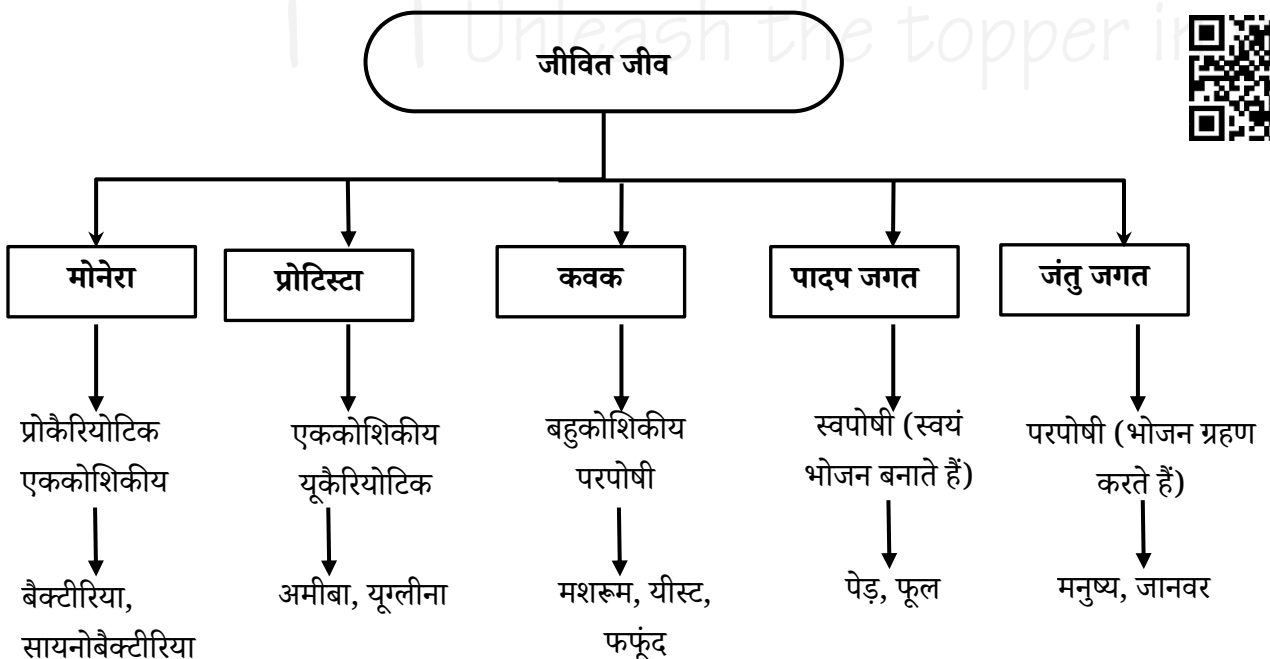 Unleash the topper in
जीवित जीव
मोनेरा
प्रोटिस्टा
कवक
पादप जगत
जंतु जगत
प्रोकैरियोटिक
एककोशिकीय
एककोशिकीय
यूकैरियोटिक
बहुकोशिकीय
परपोषी
स्वपोषी (स्वयं
भोजन बनाते हैं)
परपोषी (भोजन ग्रहण
करते हैं)
बैक्टीरिया,
सायनोबैक्टीरिया
अमीबा, यूग्लीना
मशरूम, यीस्ट,
फफूंद
पेड़, फूल
मनुष्य, जानवर